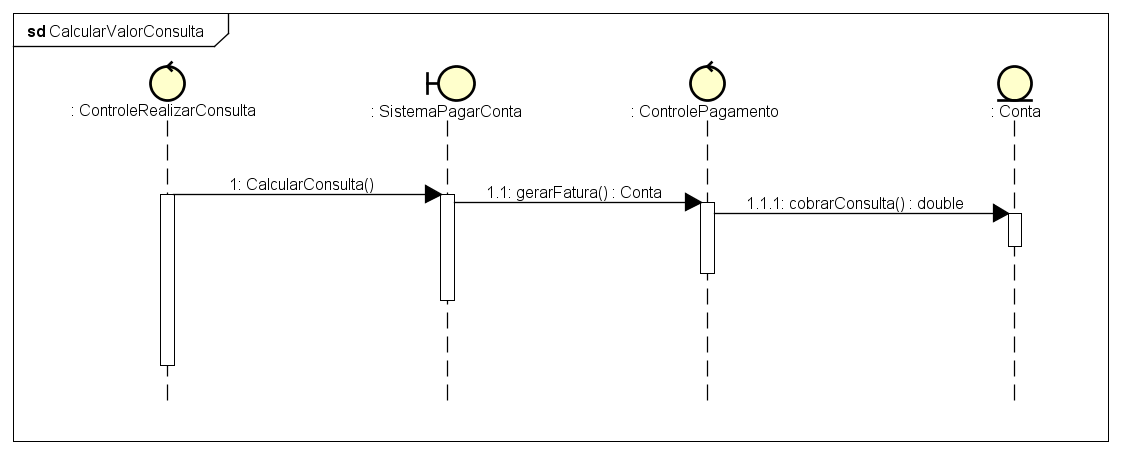 sd CalcularValorConsulta
: ControleRealizarConsulta
: SistemaPagarConta
: ControlePagamento
: Conta
1: CalcularConsulta()
1.1: gerarFatura() : Conta
1.1.1: cobrarConsulta() : double